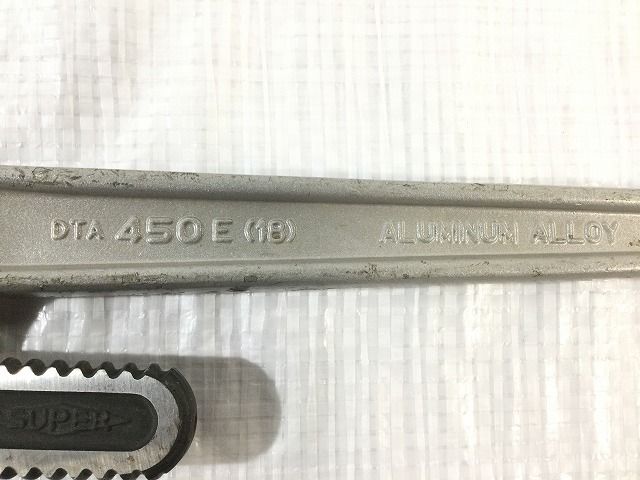 DTA 450 E (18) ALUMINUM ALLOY
SUPER